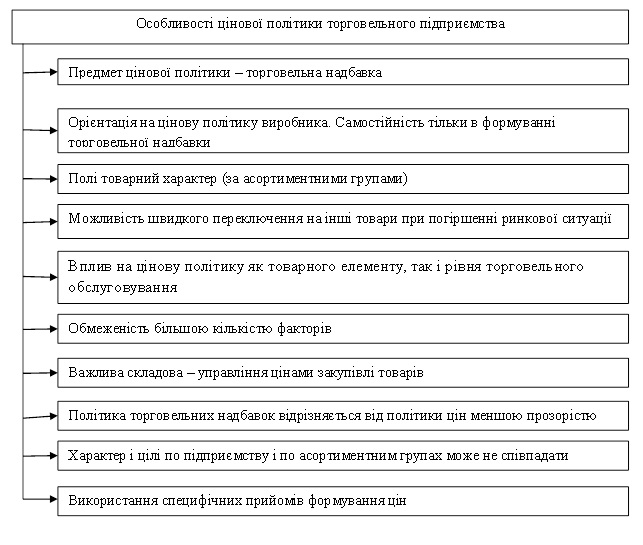 Особливості цінової політики торговельного підприємства
Предмет цінової політики – торговельна надбавка
Орієнтація на цінову політику виробника. Самостійність тільки в формуванні
торговельної надбавки
Полі товарний характер (за асортиментними групами)
Можливість швидкого переключення на інші товари при погіршенні ринкової ситуації
Вплив на цінову політику як товарного елементу, так і рівня торговельного
обслуговування
Обмеженість більшою кількістю факторів
Важлива складова – управління цінами закупівлі товарів
Політика торговельних надбавок відрізняється від політики цін меншою прозорістю
Характер і цілі по підприємству і по асортиментним групах може не співпадати
Використання специфічних прийомів формування цін